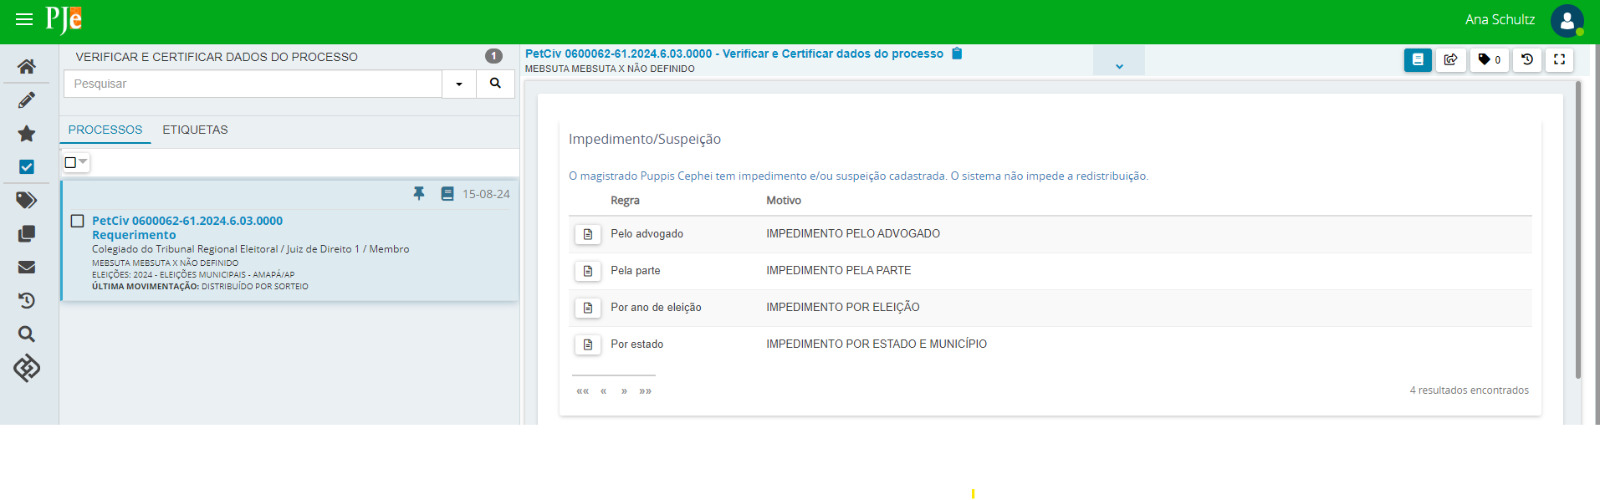 PJe
Ana Schultz
VERIFICAR E CERTIFICAR DADOS DO PROCESSO 1
Pesquisar
PROCESSOS ETIQUETAS
15-08-24
PetCiv 0600062-61.2024.6.03.0000
Requerimento
Colegiado do Tribunal Regional Eleitoral / Juiz de Direito 1 / Membro
MEBSUTA MEBSUTA X NÃO DEFINIDO
ELEIÇÕES: 2024 - ELEIÇÕES MUNICIPAIS - AMAPÁ/AP
ÚLTIMA MOVIMENTAÇÃO: DISTRIBUÍDO POR SORTEIO
PetCiv 0600062-61.2024.6.03.0000 - Verificar e Certificar dados do processo
MEBSUTA MEBSUTA X NÃO DEFINIDO
0
Impedimento/Suspeição
O magistrado Puppis Cephei tem impedimento e/ou suspeição cadastrada. O sistema não impede a redistribuição.
Regra Motivo
Pelo advogado IMPEDIMENTO PELO ADVOGADO
Pela parte IMPEDIMENTO PELA PARTE
Por ano de eleição IMPEDIMENTO POR ELEIÇÃO
Por estado IMPEDIMENTO POR ESTADO E MUNICÍPIO
«« « » »»
4 resultados encontrados